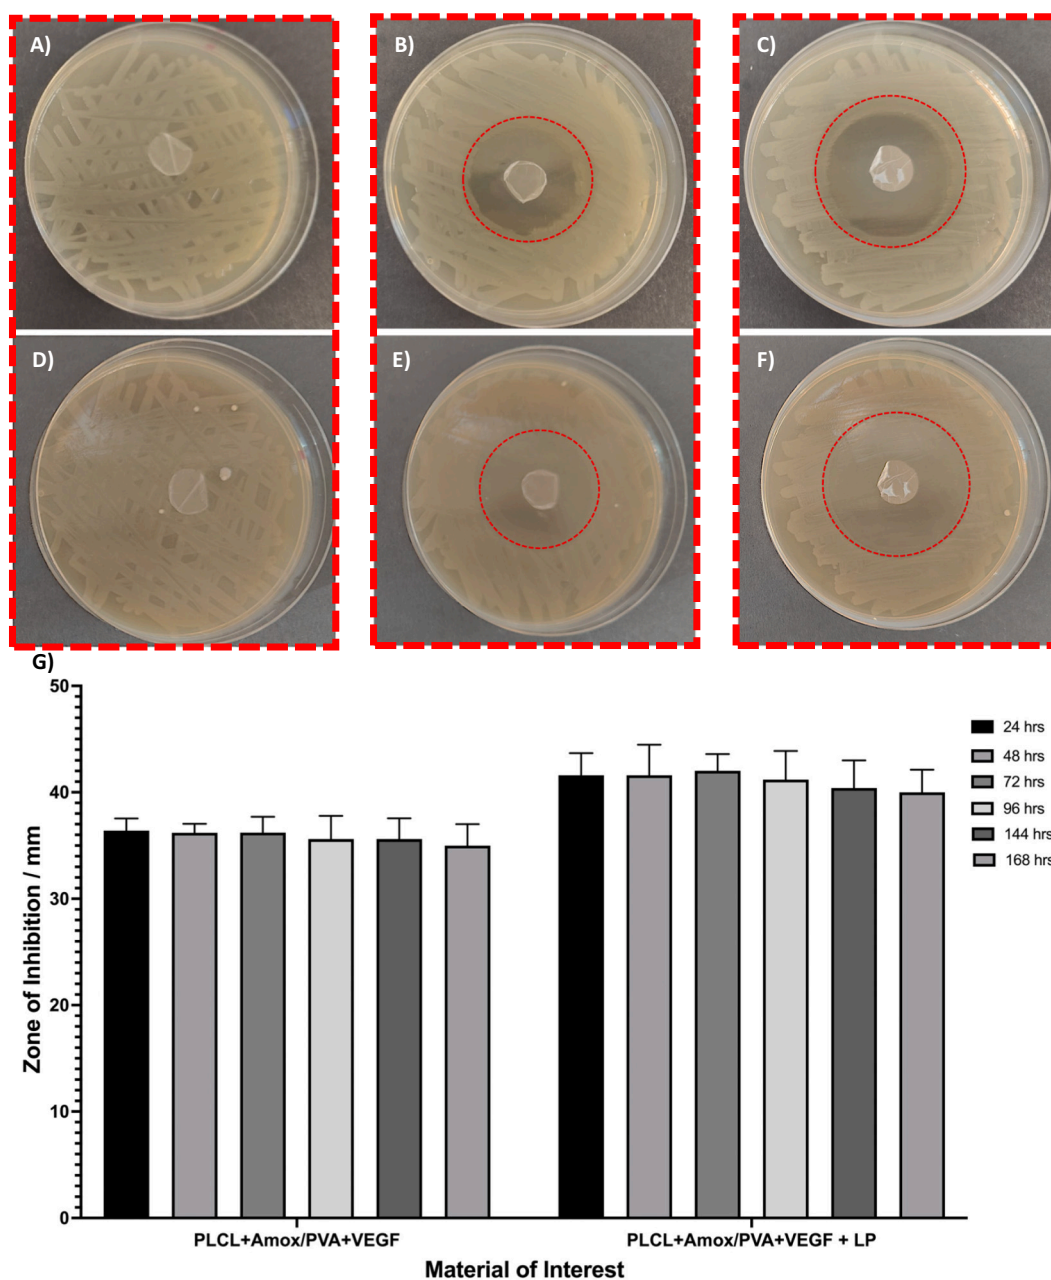 A)
B)
C)
D)
E)
F)
G)
50
40
30
20
10
0
Zone of Inhibition / mm
24 hrs
48 hrs
72 hrs
96 hrs
144 hrs
168 hrs
PLCL+Amox/PVA+VEGF
PLCL+Amox/PVA+VEGF + LP
Material of Interest